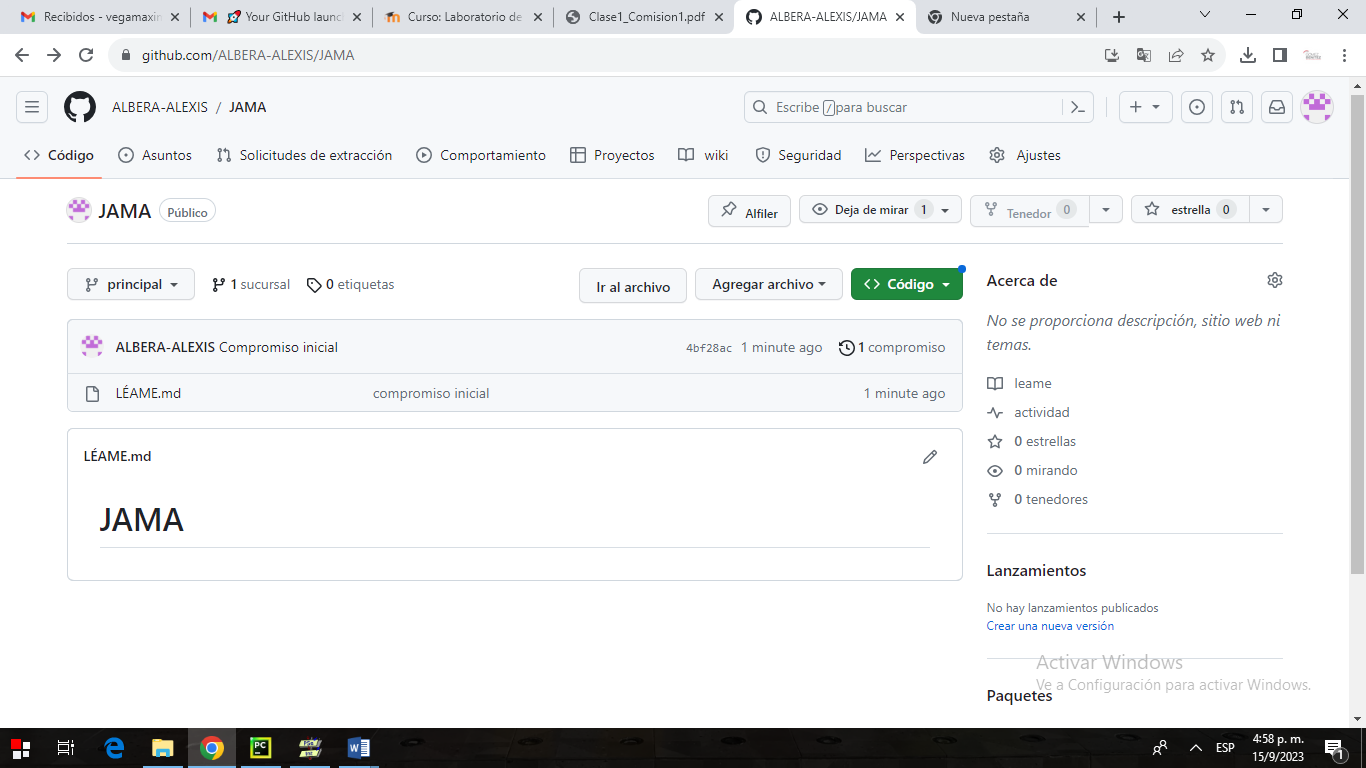 Recibidos - vegamaxin
Your GitHub launc
Curso: Laboratorio de
Clase1_Comision1.pdf
ALBERA-ALEXIS/JAMA
Nueva pestaña
github.com/ALBERA-ALEXIS/JAMA
ALBERA-ALEXIS / JAMA
Escribe / para buscar
Código
Asuntos
Solicitudes de extracción
Comportamiento
Proyectos
wiki
Seguridad
Perspectivas
Ajustes
JAMA
Público
Alfiler
Deja de mirar 1
Tenedor 0
estrella 0
principal
1 sucursal
0 etiquetas
Ir al archivo
Agregar archivo
Código
ALBERA-ALEXIS Compromiso inicial
4bf28ac 1 minute ago
1 compromiso
LÉAME.md
compromiso inicial
1 minute ago
LÉAME.md
JAMA
Acerca de
No se proporciona descripción, sitio web ni
temas.
leame
actividad
0 estrellas
0 mirando
0 tenedores
Lanzamientos
No hay lanzamientos publicados
Crear una nueva versión
Paquetes
Activar Windows
Ve a Configuración para activar Windows.
PC
ESP
4:58 p. m.
15/9/2023
1